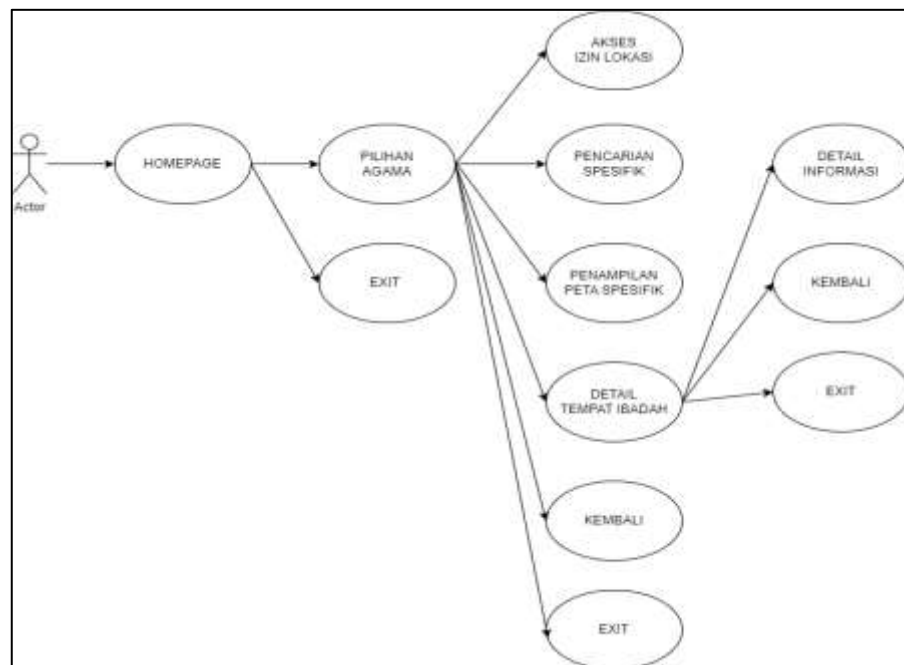 AKSES
IZIN LOKASI
HOMEPAGE
PILIHAN
AGAMA
PENCARIAN
SPESIFIK
DETAIL
INFORMASI
Actor
EXIT
PENAMPILAN
PETA SPESIFIK
KEMBALI
DETAIL
TEMPAT IBADAH
EXIT
KEMBALI
EXIT